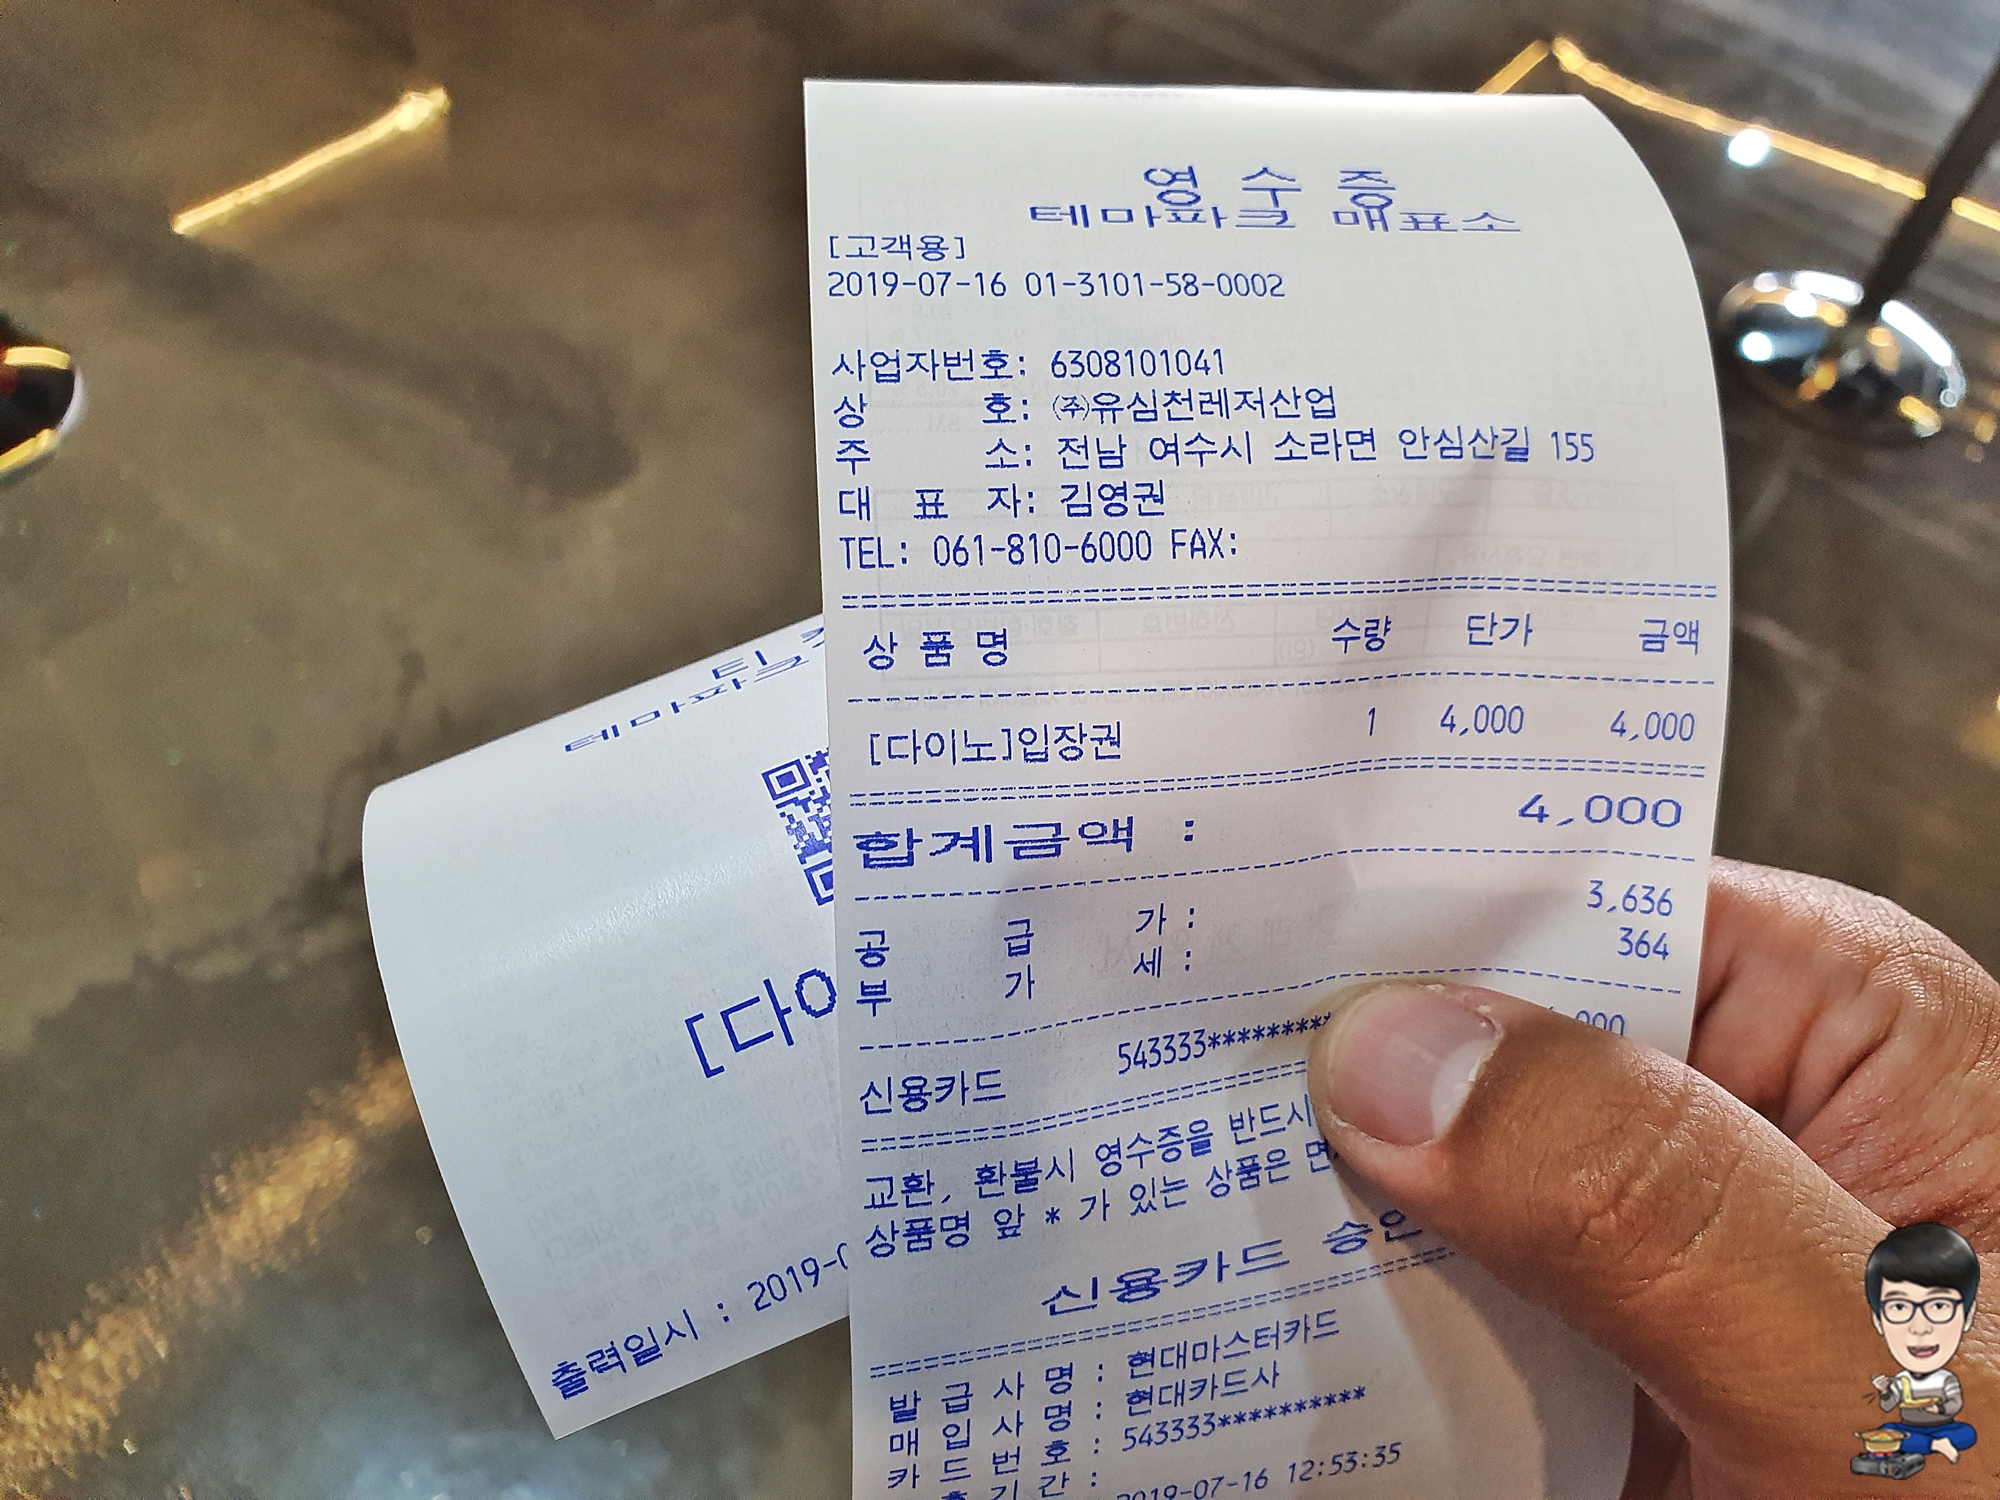 영 수 증
테마파크 매표소
[고객용]
2019-07-16 01-3101-58-0002
사업자번호: 6308101041
상 호: ㈜유심천레저산업
주 소: 전남 여수시 소라면 안심산길 155
대 표 자: 김영권
TEL: 061-810-6000 FAX:
상 품 명 수량 단가 금액
[다이노]입장권 1 4,000 4,000
합계금액 : 4,000
공 급 가 : 3,636
부 가 세 : 364
신용카드 543333*********
교환, 환불시 영수증을 반드시
상품명 앞 * 가 있는 상품은
신용카드
발 급 사 명 : 현대마스터카드
매 입 사 명 : 현대카드사
카 드 번 호 : 543333**********
기 간 :
2019-07-16 12:53:35
테마파크
[다이
출력일시 : 2019-0